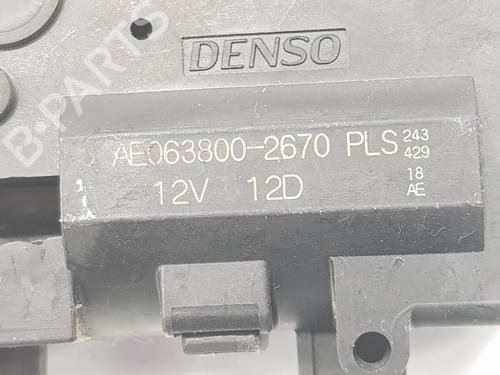 DENSO
AE063800-2670 PLS 243
429
12V 12D 18
AE
B-PARTS